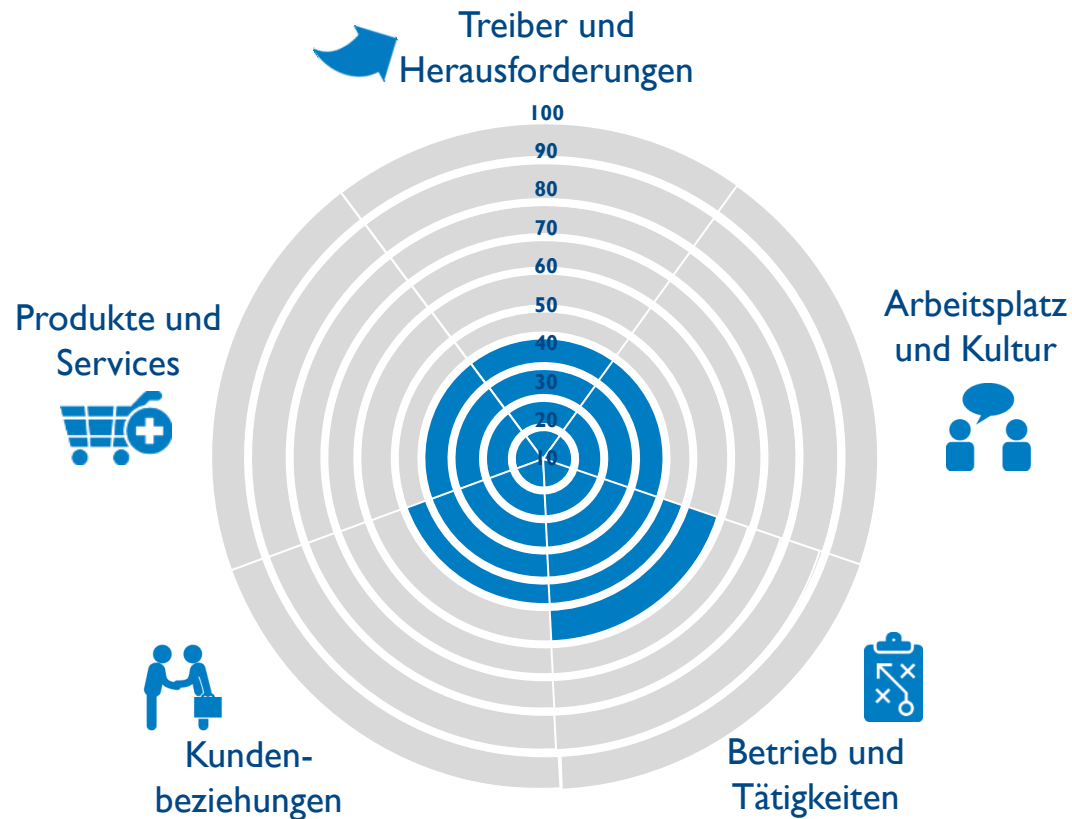 Treiber und
Herausforderungen
100
90
80
70
60
50
40
30
20
10
Produkte und
Services
Arbeitsplatz
und Kultur
Kunden-
beziehungen
Betrieb und
Tätigkeiten